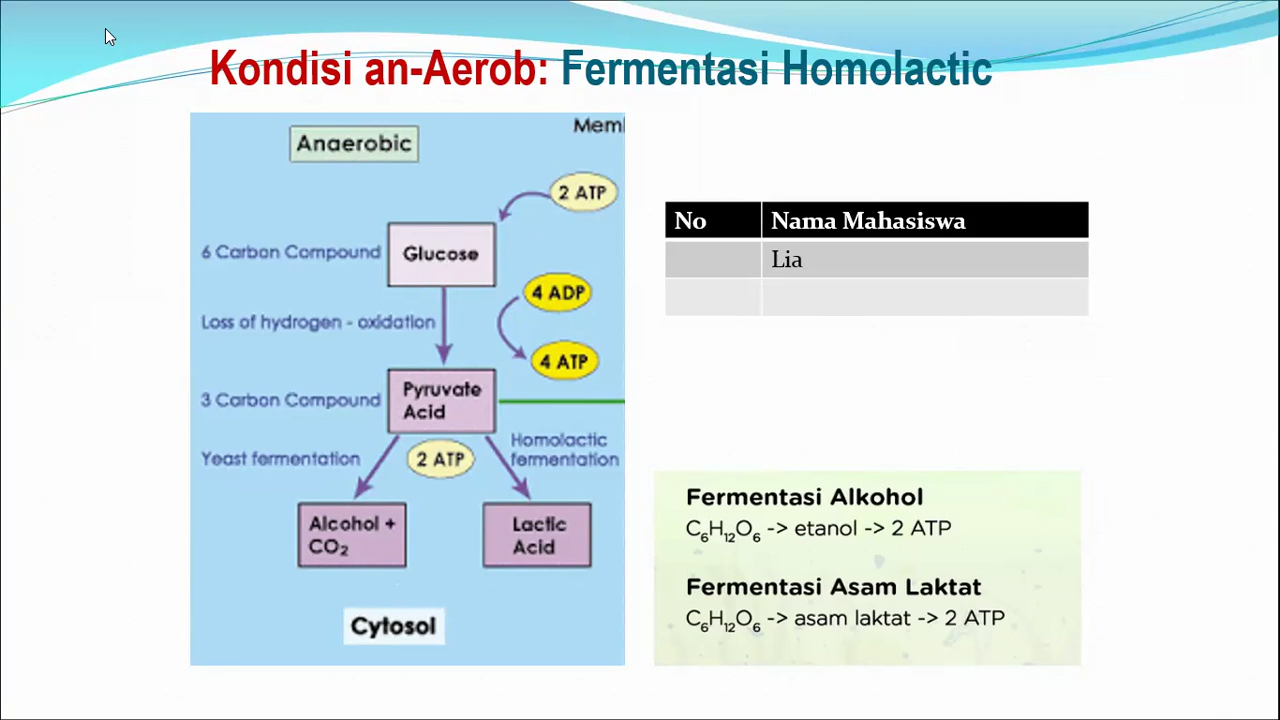 Kondisi an-Aerob: Fermentasi Homolactic
Anaerobic
2 ATP
6 Carbon Compound
Glucose
4 ADP
Loss of hydrogen - oxidation
4 ATP
3 Carbon Compound
Pyruvate
Acid
Yeast fermentation
2 ATP
Homolactic
fermentation
Alcohol +
CO₂
Lactic
Acid
Cytosol
No Nama Mahasiswa
Lia
Fermentasi Alkohol
C₆H₁₂O₆ -> etanol -> 2 ATP
Fermentasi Asam Laktat
C₆H₁₂O₆ -> asam laktat -> 2 ATP